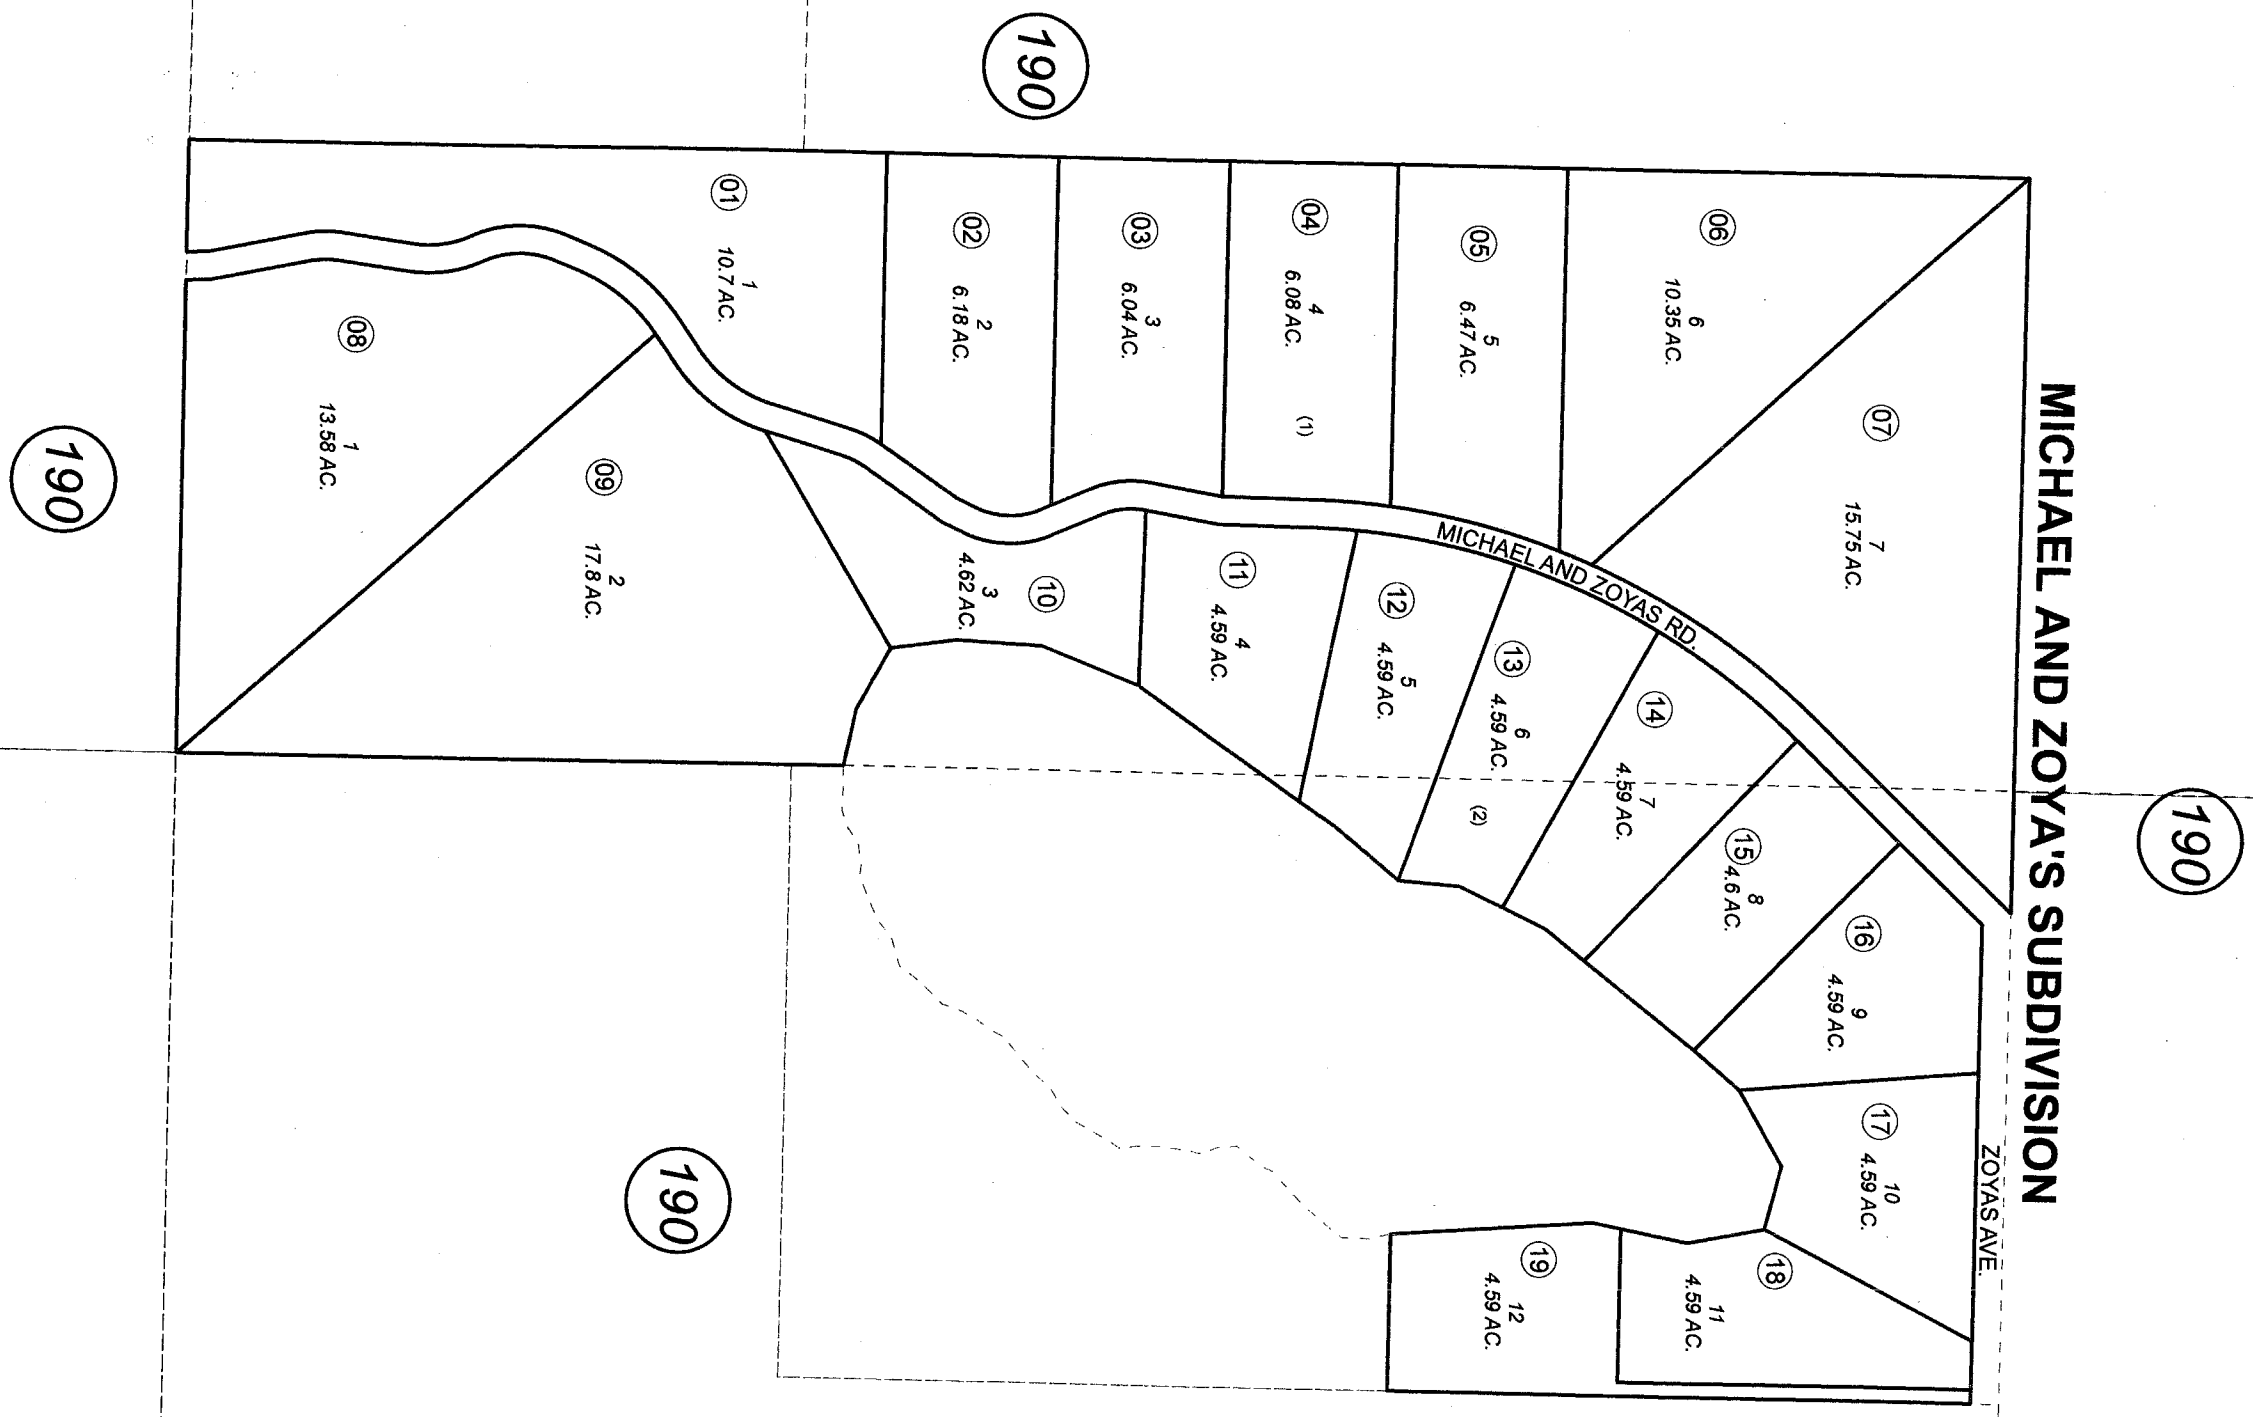 MICHAEL AND ZOYA'S SUBDIVISION
190
190
190
190
01
1
10.7 AC.
02
2
6.18 AC.
03
3
6.04 AC.
04
4
6.08 AC.
(1)
05
5
6.47 AC.
06
6
10.35 AC.
07
7
15.75 AC.
MICHAEL AND ZOYAS RD.
08
1
13.58 AC.
09
2
17.8 AC.
10
3
4.62 AC.
11
4
4.59 AC.
12
5
4.59 AC.
13
6
4.59 AC.
(2)
14
7
4.59 AC.
15
8
4.6 AC.
16
9
4.59 AC.
17
10
4.59 AC.
ZOYAS AVE.
18
11
4.59 AC.
19
12
4.59 AC.